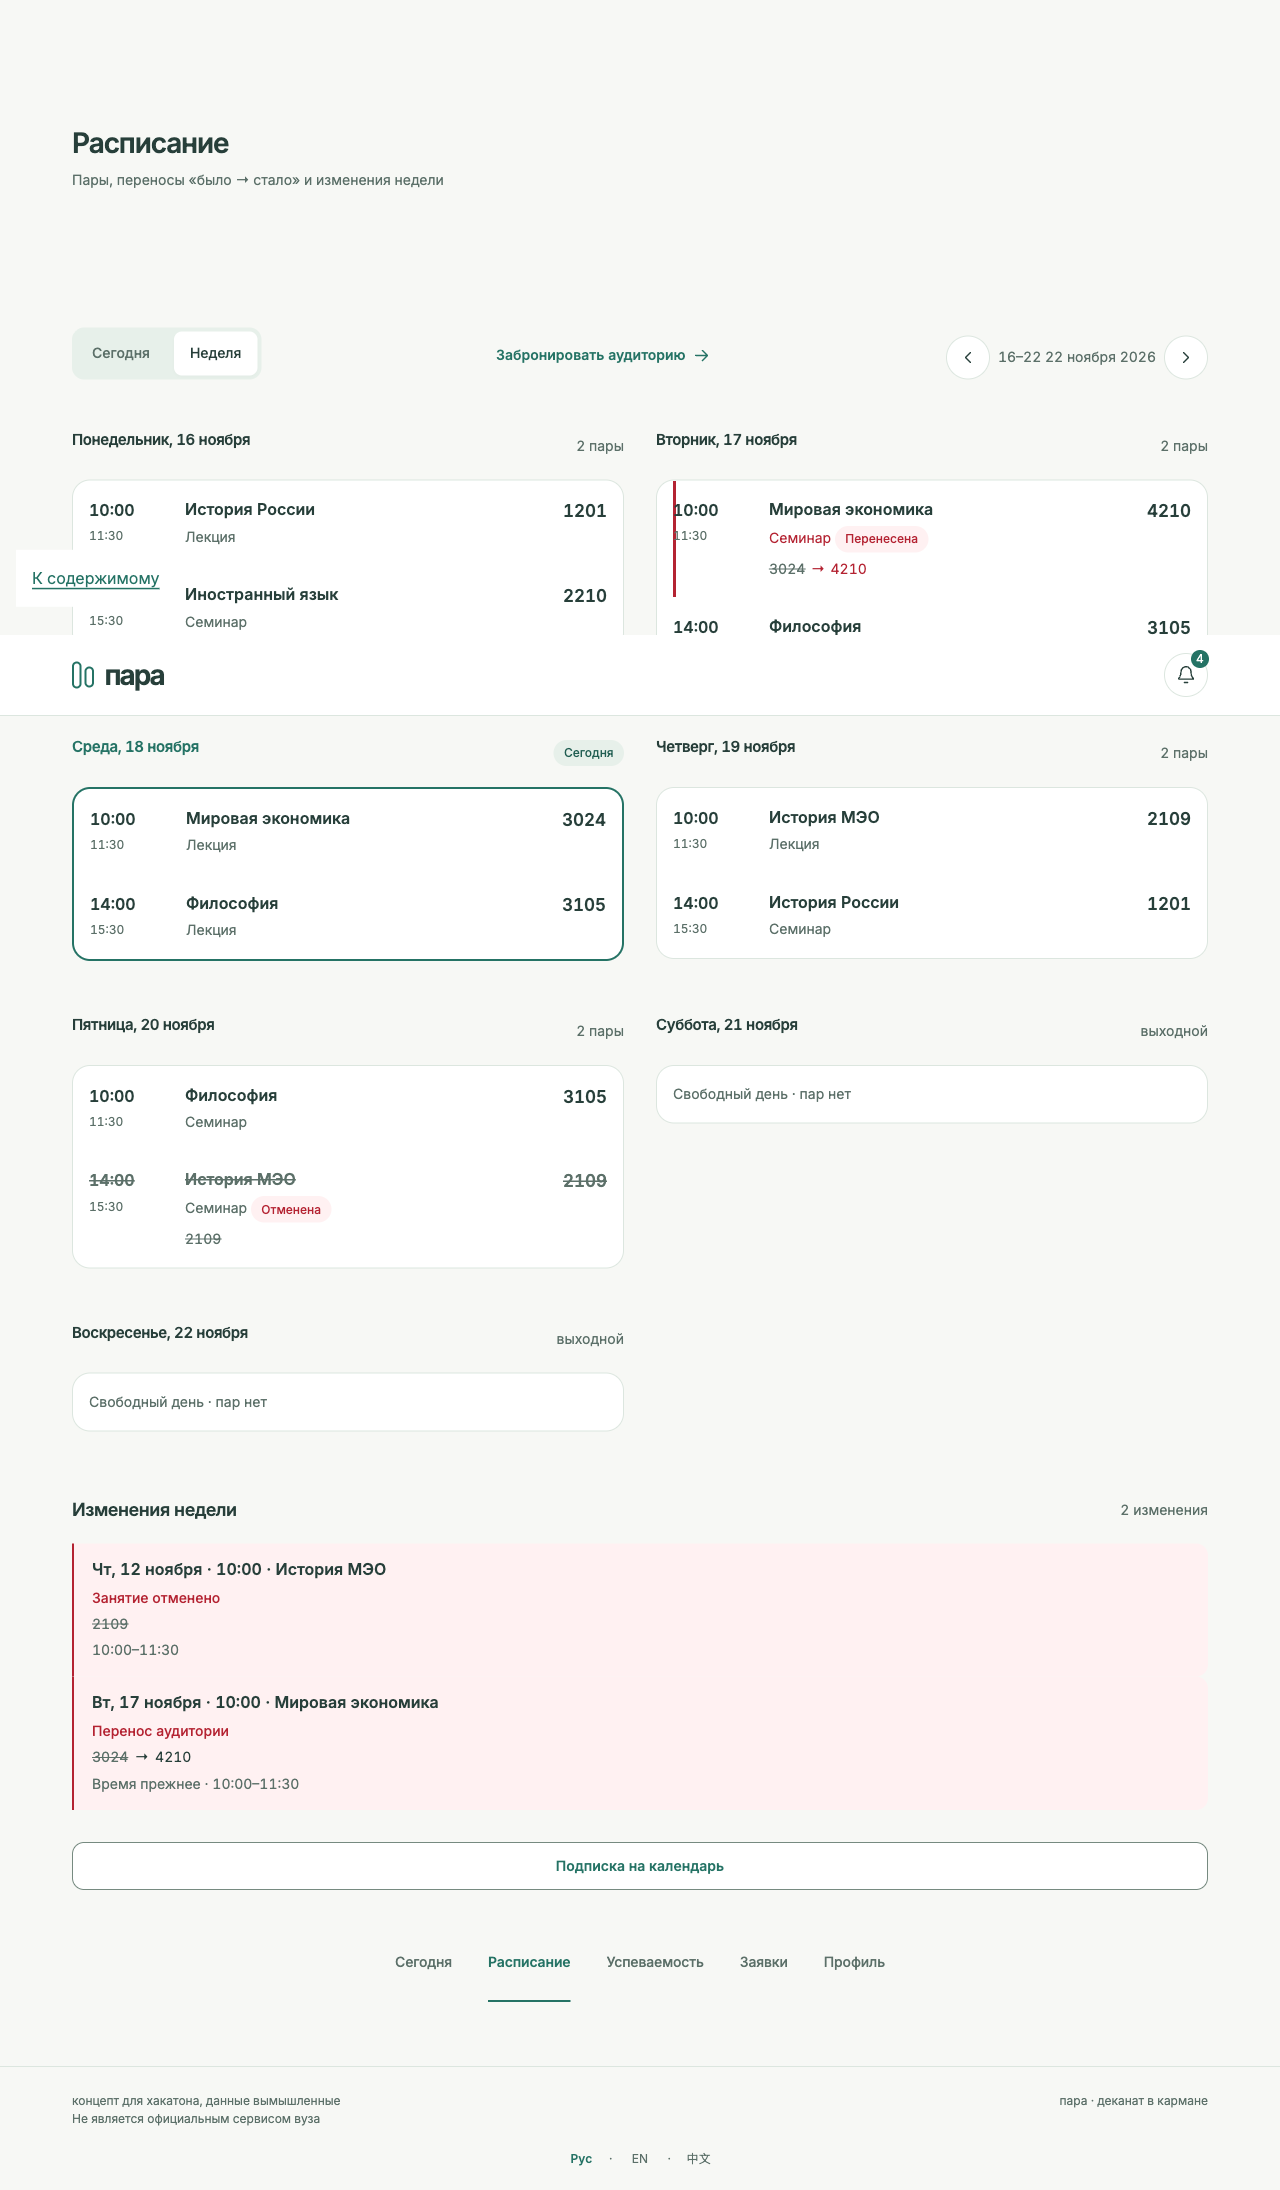 Расписание
Пары, переносы «было → стало» и изменения недели
Сегодня
Неделя
Забронировать аудиторию →
16–22 22 ноября 2026
Понедельник, 16 ноября
2 пары
10:00 История России 1201
11:30 Лекция
Иностранный язык 2210
15:30 Семинар
Вторник, 17 ноября
2 пары
10:00 Мировая экономика 4210
11:30 Семинар Перенесена
3024 → 4210
14:00 Философия 3105
К содержимому
пара
4
Среда, 18 ноября
Сегодня
10:00 Мировая экономика 3024
11:30 Лекция
14:00 Философия 3105
15:30 Лекция
Четверг, 19 ноября
2 пары
10:00 История МЭО 2109
11:30 Лекция
14:00 История России 1201
15:30 Семинар
Пятница, 20 ноября
2 пары
10:00 Философия 3105
11:30 Семинар
14:00 История МЭО 2109
15:30 Семинар Отменена
2109
Суббота, 21 ноября
выходной
Свободный день · пар нет
Воскресенье, 22 ноября
выходной
Свободный день · пар нет
Изменения недели
2 изменения
Чт, 12 ноября · 10:00 · История МЭО
Занятие отменено
2109
10:00–11:30
Вт, 17 ноября · 10:00 · Мировая экономика
Перенос аудитории
3024 → 4210
Время прежнее · 10:00–11:30
Подписка на календарь
Сегодня
Расписание
Успеваемость
Заявки
Профиль
концепт для хакатона, данные вымышленные
Не является официальным сервисом вуза
пара · деканат в кармане
Рус · EN · 中文